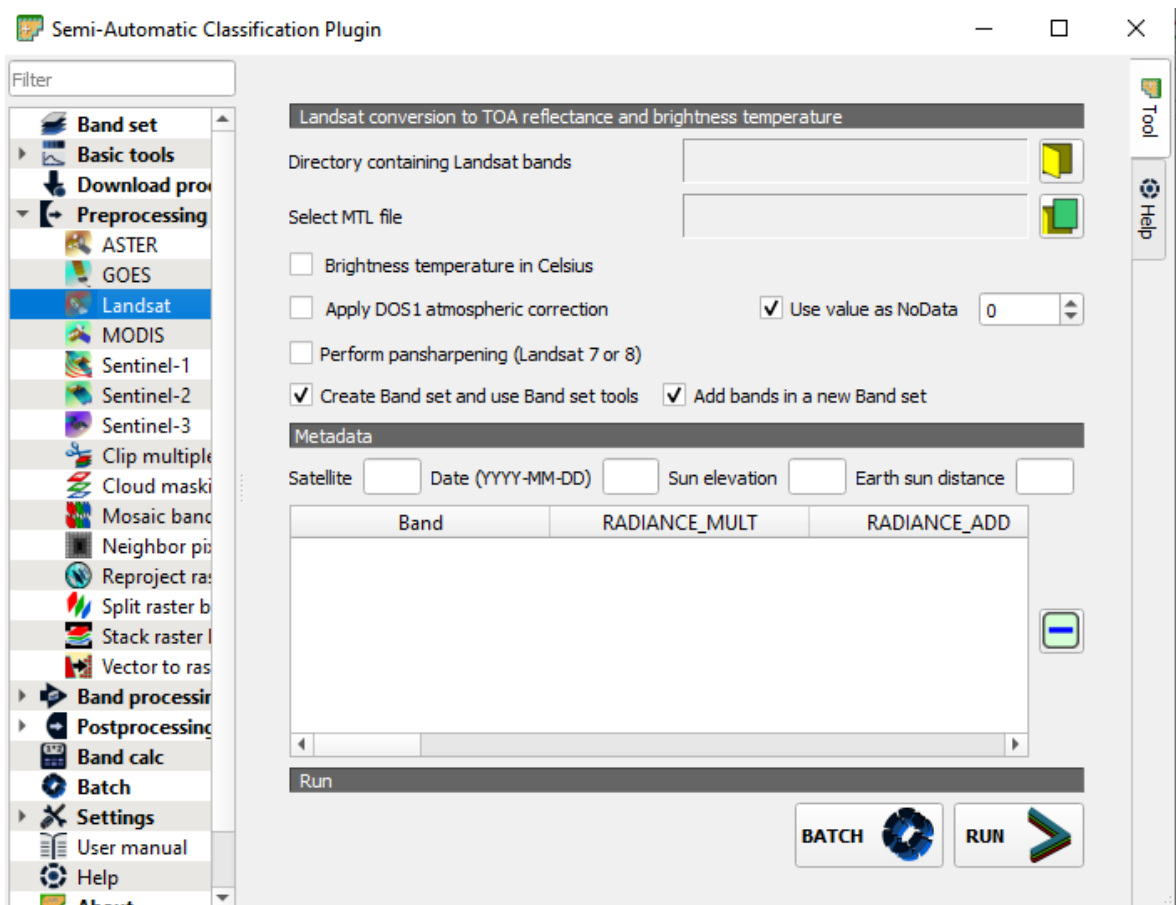 Semi-Automatic Classification Plugin
Filter
Band set
Basic tools
Download pro
Preprocessing
ASTER
GOES
Landsat
MODIS
Sentinel-1
Sentinel-2
Sentinel-3
Clip multiple
Cloud maski
Mosaic band
Neighbor pi
Reproject ras
Split raster b
Stack raster
Vector to ras
Band processin
Postprocessing
Band calc
Batch
Settings
User manual
Help
About
Landsat conversion to TOA reflectance and brightness temperature
Directory containing Landsat bands
Select MTL file
Brightness temperature in Celsius
Apply DOS1 atmospheric correction Use value as NoData 0
Perform pansharpening (Landsat 7 or 8)
Create Band set and use Band set tools Add bands in a new Band set
Metadata
Satellite Date (YYYY-MM-DD) Sun elevation Earth sun distance
Band RADIANCE_MULT RADIANCE_ADD
Run
BATCH RUN
Tool
Help